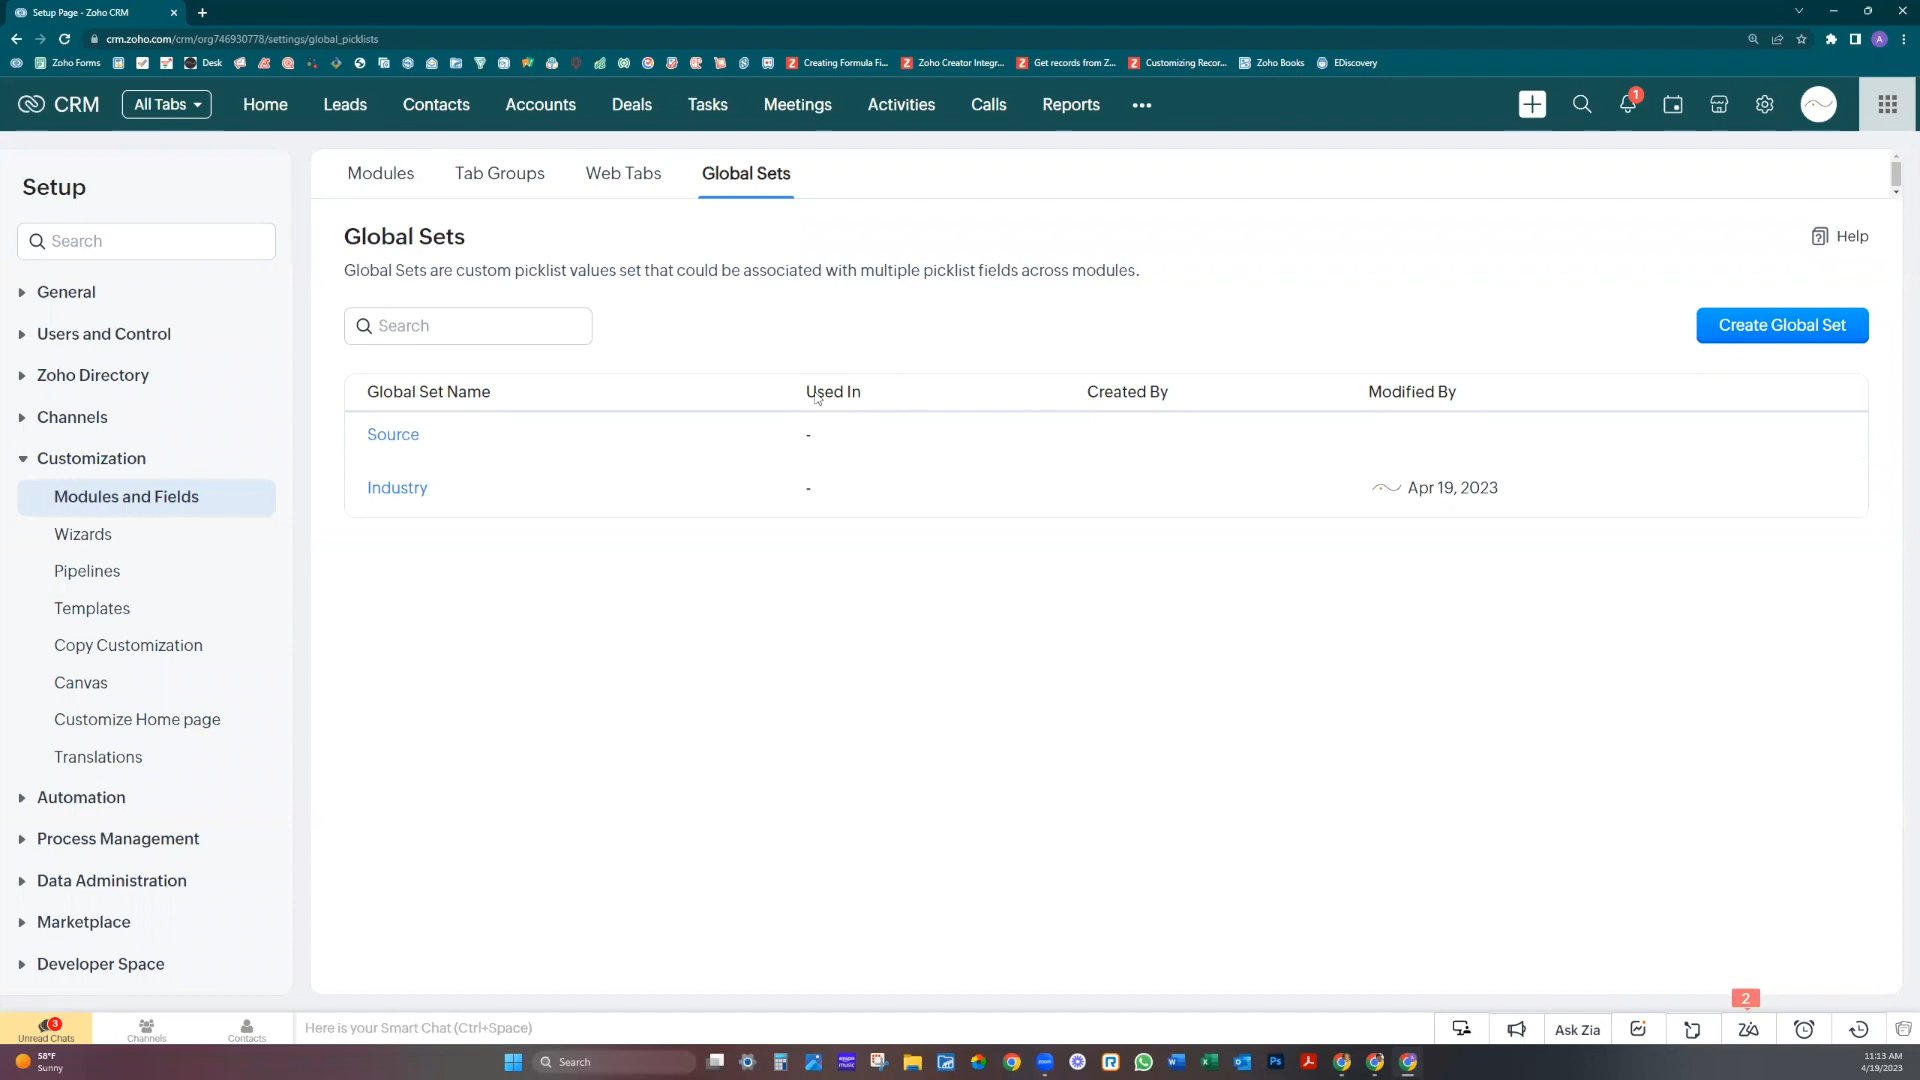 Setup Page - Zoho CRM
crm.zoho.com/crm/org746930778/settings/global_picklists
A
Zoho Forms
Desk
Creating Formula Fi...
Zoho Creator Integr...
Get records from Z...
Customizing Recor...
Zoho Books
EDiscovery
CRM
All Tabs
Home
Leads
Contacts
Accounts
Deals
Tasks
Meetings
Activities
Calls
Reports
1
Setup
Search
General
Users and Control
Zoho Directory
Channels
Customization
Modules and Fields
Wizards
Pipelines
Templates
Copy Customization
Canvas
Customize Home page
Translations
Automation
Process Management
Data Administration
Marketplace
Developer Space
Modules
Tab Groups
Web Tabs
Global Sets
Global Sets
Help
Global Sets are custom picklist values set that could be associated with multiple picklist fields across modules.
Search
Create Global Set
Global Set Name
Used In
Created By
Modified By
Source
-
Industry
-
Apr 19, 2023
2
3
Unread Chats
Channels
Contacts
Here is your Smart Chat (Ctrl+Space)
Ask Zia
58°F
Sunny
Search
11:13 AM
4/19/2023